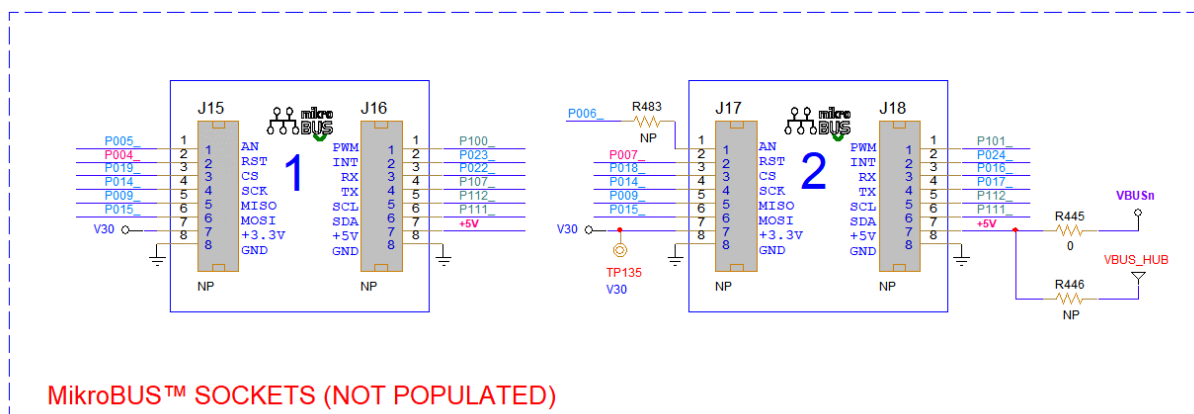 J15
J16
mikro
BUS
1
P005_
P004_
P019_
P014_
P009_
P015_
V30
1
2
3
4
5
6
7
8
1
2
3
4
5
6
7
8
AN
RST
CS
SCK
MISO
MOSI
+3.3V
GND
PWM
INT
RX
TX
SCL
SDA
+5V
GND
1
2
3
4
5
6
7
8
1
2
3
4
5
6
7
8
P100_
P023_
P022_
P107_
P112_
P111_
+5V
NP
NP
P006_
R483
NP
J17
J18
mikro
BUS
2
P007_
P018_
P014_
P009_
P015_
V30
TP135
V30
1
2
3
4
5
6
7
8
1
2
3
4
5
6
7
8
AN
RST
CS
SCK
MISO
MOSI
+3.3V
GND
PWM
INT
RX
TX
SCL
SDA
+5V
GND
1
2
3
4
5
6
7
8
1
2
3
4
5
6
7
8
P101_
P024_
P016_
P017_
P112_
P111_
+5V
NP
NP
VBUSn
R445
0
VBUS_HUB
R446
NP
MikroBUS™ SOCKETS (NOT POPULATED)